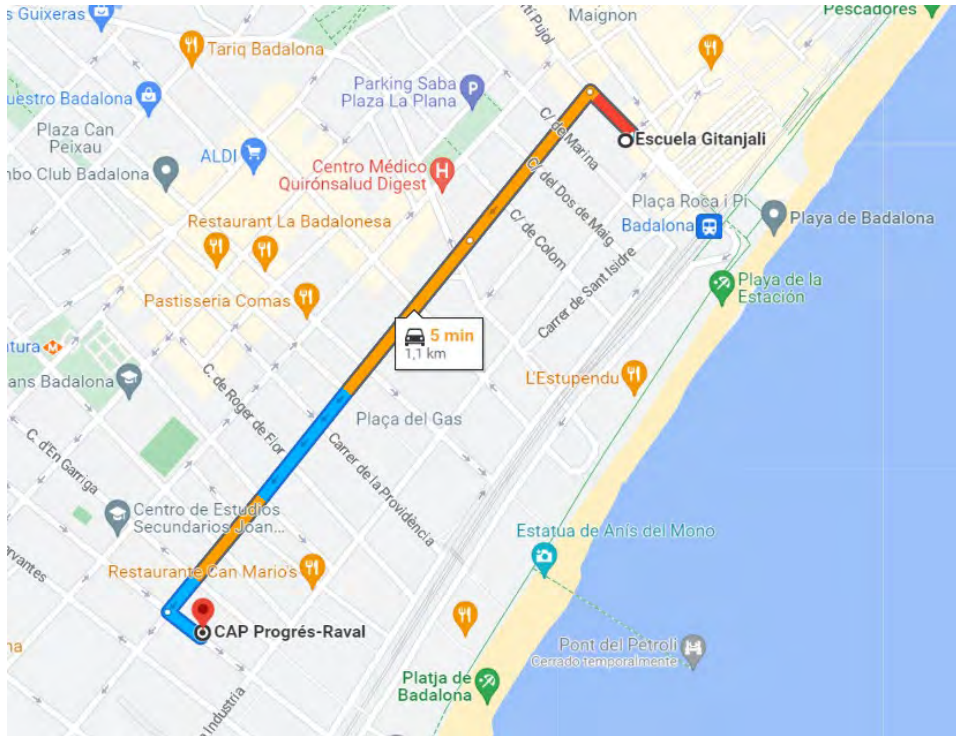 s Guixeras
Tariq Badalona
Maignon
Pescadores
tí Pujol
uestro Badalona
Parking Saba
Plaza La Plana
Plaza Can
Peixau
ALDI
C/ de Marina
Escuela Gitanjali
mbo Club Badalona
Centro Médico
Quirónsalud Digest
C/ del Dos de Maig
Plaça Roca i Pi
Badalona
Playa de Badalona
Restaurant La Badalonesa
C/ de Colom
Carrer de Sant Isidre
Playa de la
Estación
Pastisseria Comas
5 min
1,1 km
tura
ans Badalona
C. de Roger de Flor
L'Estupendu
Plaça del Gas
C. d'En Garriga
Carrer de la Providència
Centro de Estudios
Secundarios Joan...
Estatua de Anís del Mono
ervantes
Restaurante Can Mario's
CAP Progrés-Raval
na
Pont del Petroli
Cerrado temporalmente
Platja de
Badalona
Industria